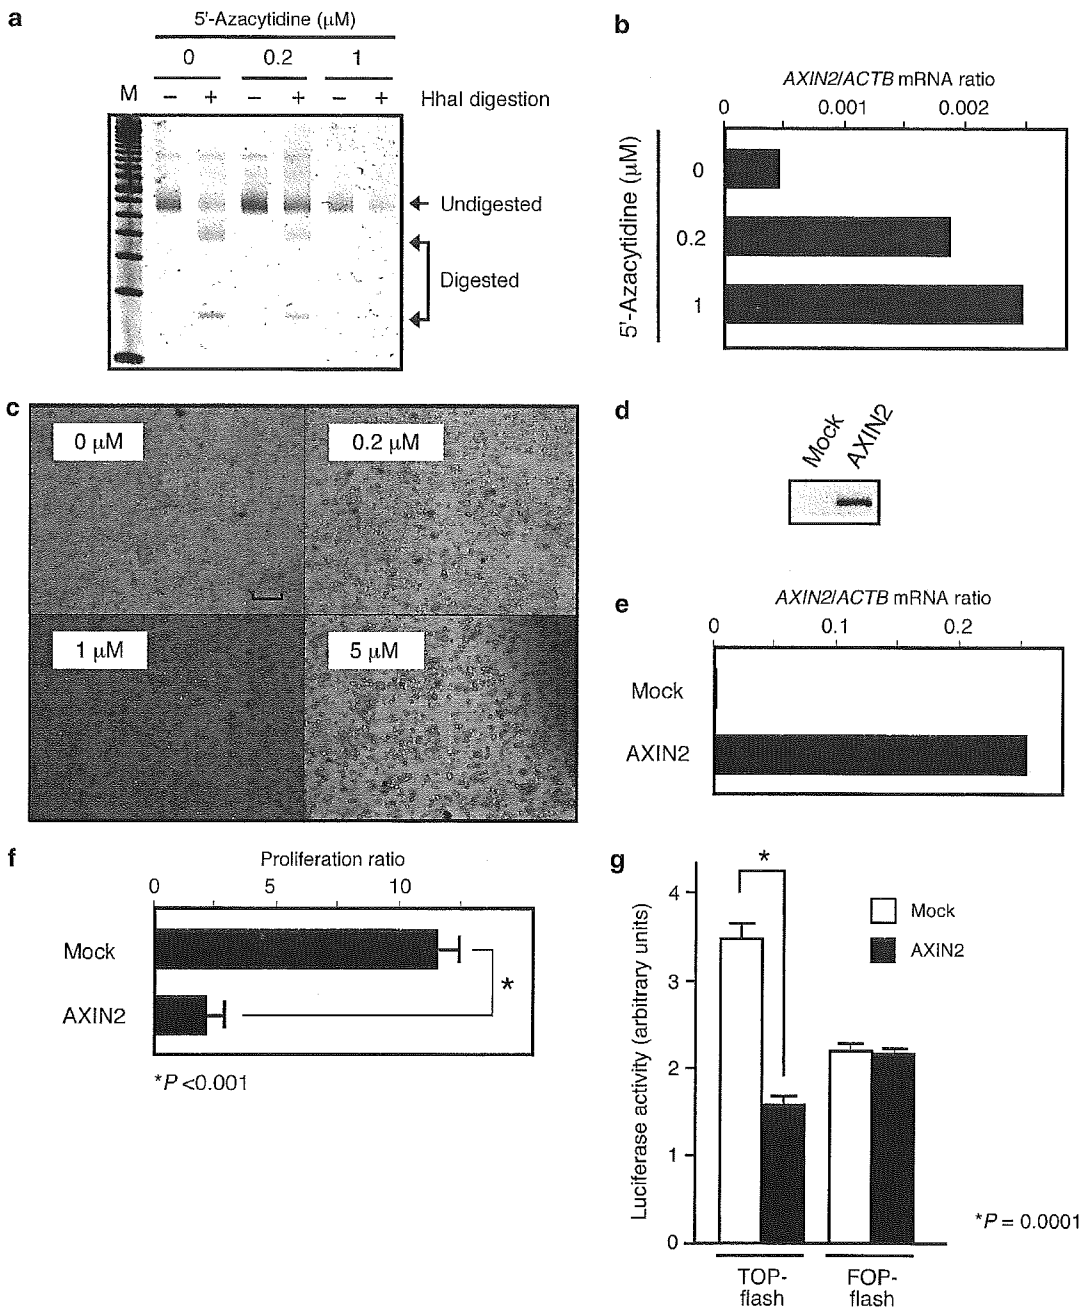 a
5'-Azacytidine (µM)
0 0.2 1
M − + − + − + HhaI digestion
Undigested
Digested
b
AXIN2/ACTB mRNA ratio
0 0.001 0.002
5'-Azacytidine (µM)
0
0.2
1
c
0 µM
0.2 µM
1 µM
5 µM
d
Mock
AXIN2
e
AXIN2/ACTB mRNA ratio
0 0.1 0.2
Mock
AXIN2
f
Proliferation ratio
0 5 10
Mock
*
AXIN2
*P <0.001
g
*
Luciferase activity (arbitrary units)
4
3
2
1
0
Mock
AXIN2
*P = 0.0001
TOP-
flash
FOP-
flash